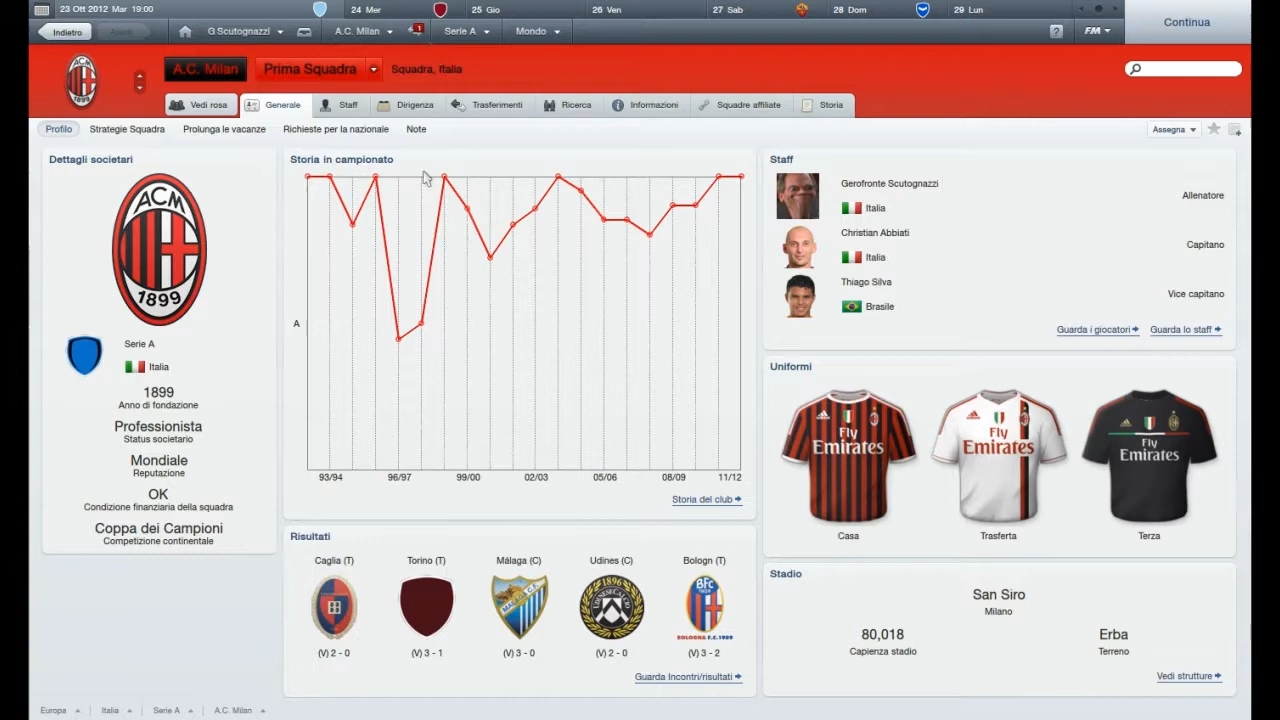 23 Ott 2012 Mar 19:00
24 Mer
25 Gio
26 Ven
27 Sab
28 Dom
29 Lun
Continua
Indietro
Avanti
G Scutognazzi
A.C. Milan
1
Serie A
Mondo
?
FM
A.C. Milan
Prima Squadra
Squadra, Italia
Vedi rosa
Generale
Staff
Dirigenza
Trasferimenti
Ricerca
Informazioni
Squadre affiliate
Storia
Profilo
Strategie Squadra
Prolunga le vacanze
Richieste per la nazionale
Note
Assegna
Dettagli societari
ACM
1899
Serie A
Italia
1899
Anno di fondazione
Professionista
Status societario
Mondiale
Reputazione
OK
Condizione finanziaria della squadra
Coppa dei Campioni
Competizione continentale
Storia in campionato
A
93/94
96/97
99/00
02/03
05/06
08/09
11/12
Storia del club
Risultati
Caglia (T)
Torino (T)
Málaga (C)
Udines (C)
Bologn (T)
(V) 2 - 0
(V) 3 - 1
(V) 3 - 0
(V) 2 - 0
(V) 3 - 2
Guarda Incontri/risultati
Staff
Gerofronte Scutognazzi
Italia
Allenatore
Christian Abbiati
Italia
Capitano
Thiago Silva
Brasile
Vice capitano
Guarda i giocatori
Guarda lo staff
Uniformi
Fly
Emirates
Fly
Emirates
Fly
Emirates
Casa
Trasferta
Terza
Stadio
San Siro
Milano
80,018
Capienza stadio
Erba
Terreno
Vedi strutture
Europa
Italia
Serie A
A.C. Milan